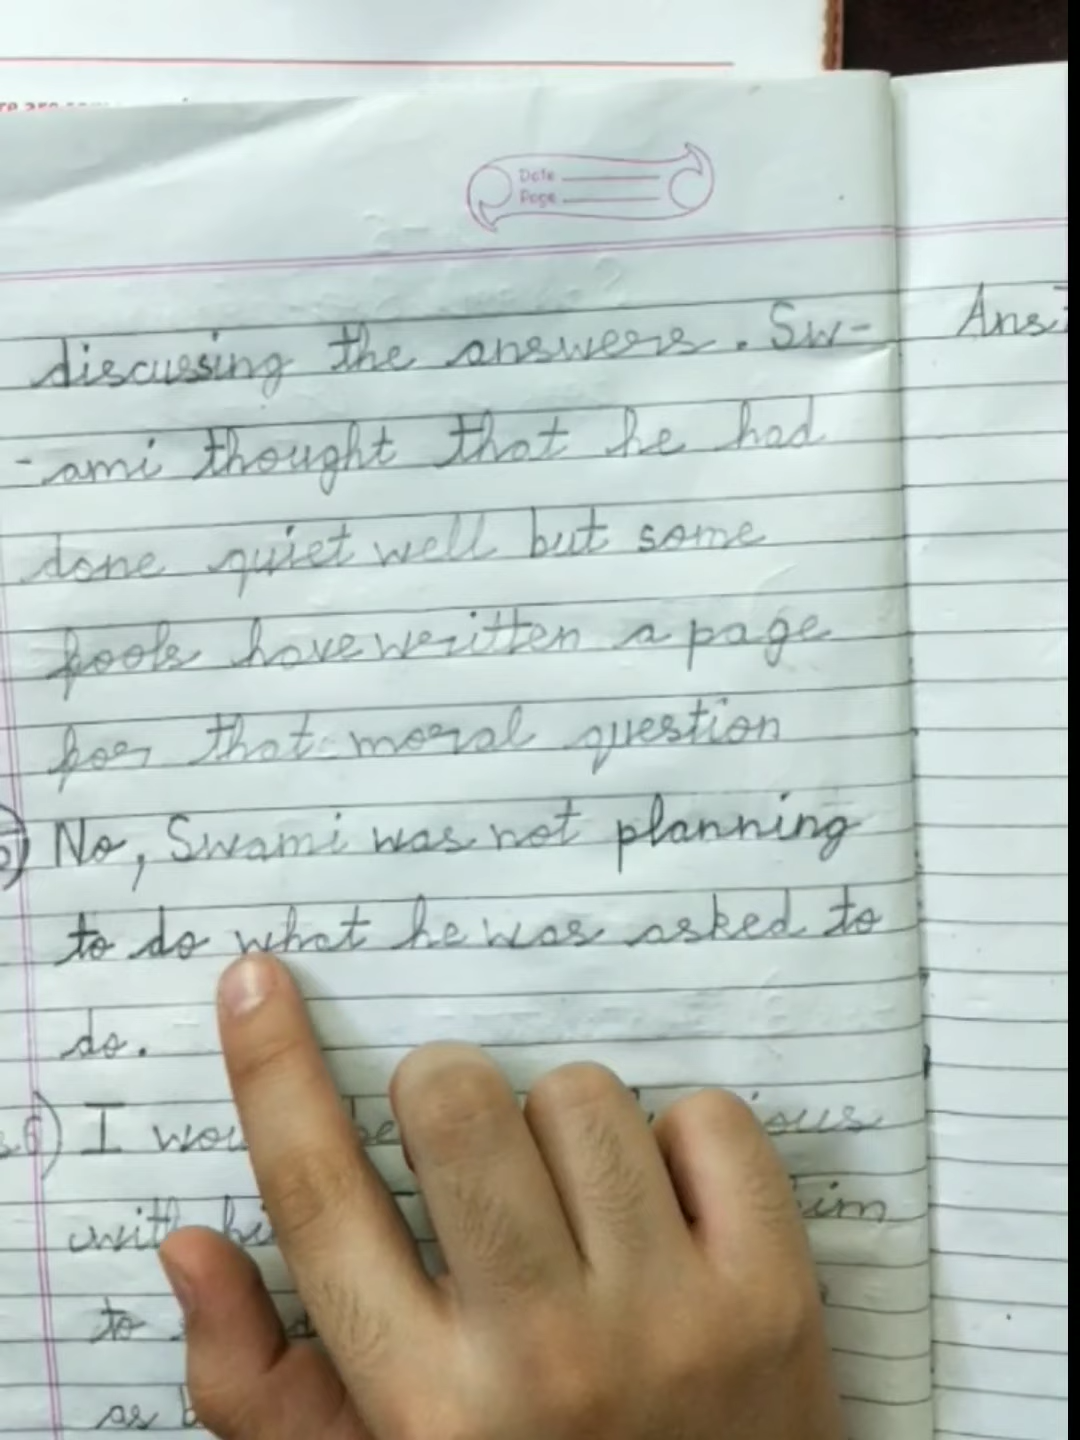 Date
Page
discussing the answers. Sw-
-ami thought that he had
done quiet well but some
fools have written a page
for that moral question
No, Swami was not planning
to do what he was asked to
do.
6) I
with
to
as
Ans